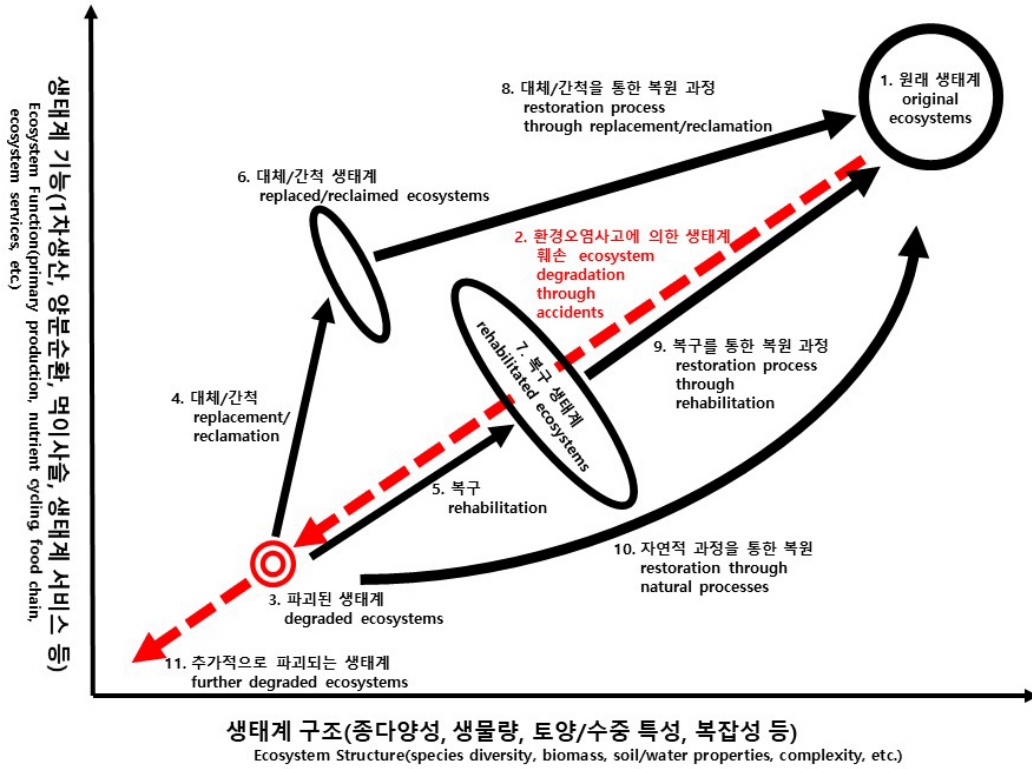 생태계 기능(1차생산, 양분순환, 먹이사슬, 생태계 서비스 등)
Ecosystem Function(primary production, nutrient cycling, food chain,
ecosystem services, etc.)
1. 원래 생태계
original
ecosystems
8. 대체/간척을 통한 복원 과정
restoration process
through replacement/reclamation
6. 대체/간척 생태계
replaced/reclaimed ecosystems
2. 환경오염사고에 의한 생태계
훼손 ecosystem
degradation
through
accidents
7. 복구 생태계
rehabilitated ecosystems
9. 복구를 통한 복원 과정
restoration process
through
rehabilitation
4. 대체/간척
replacement/
reclamation
5. 복구
rehabilitation
10. 자연적 과정을 통한 복원
restoration through
natural processes
3. 파괴된 생태계
degraded ecosystems
11. 추가적으로 파괴되는 생태계
further degraded ecosystems
생태계 구조(종다양성, 생물량, 토양/수중 특성, 복잡성 등)
Ecosystem Structure(species diversity, biomass, soil/water properties, complexity, etc.)